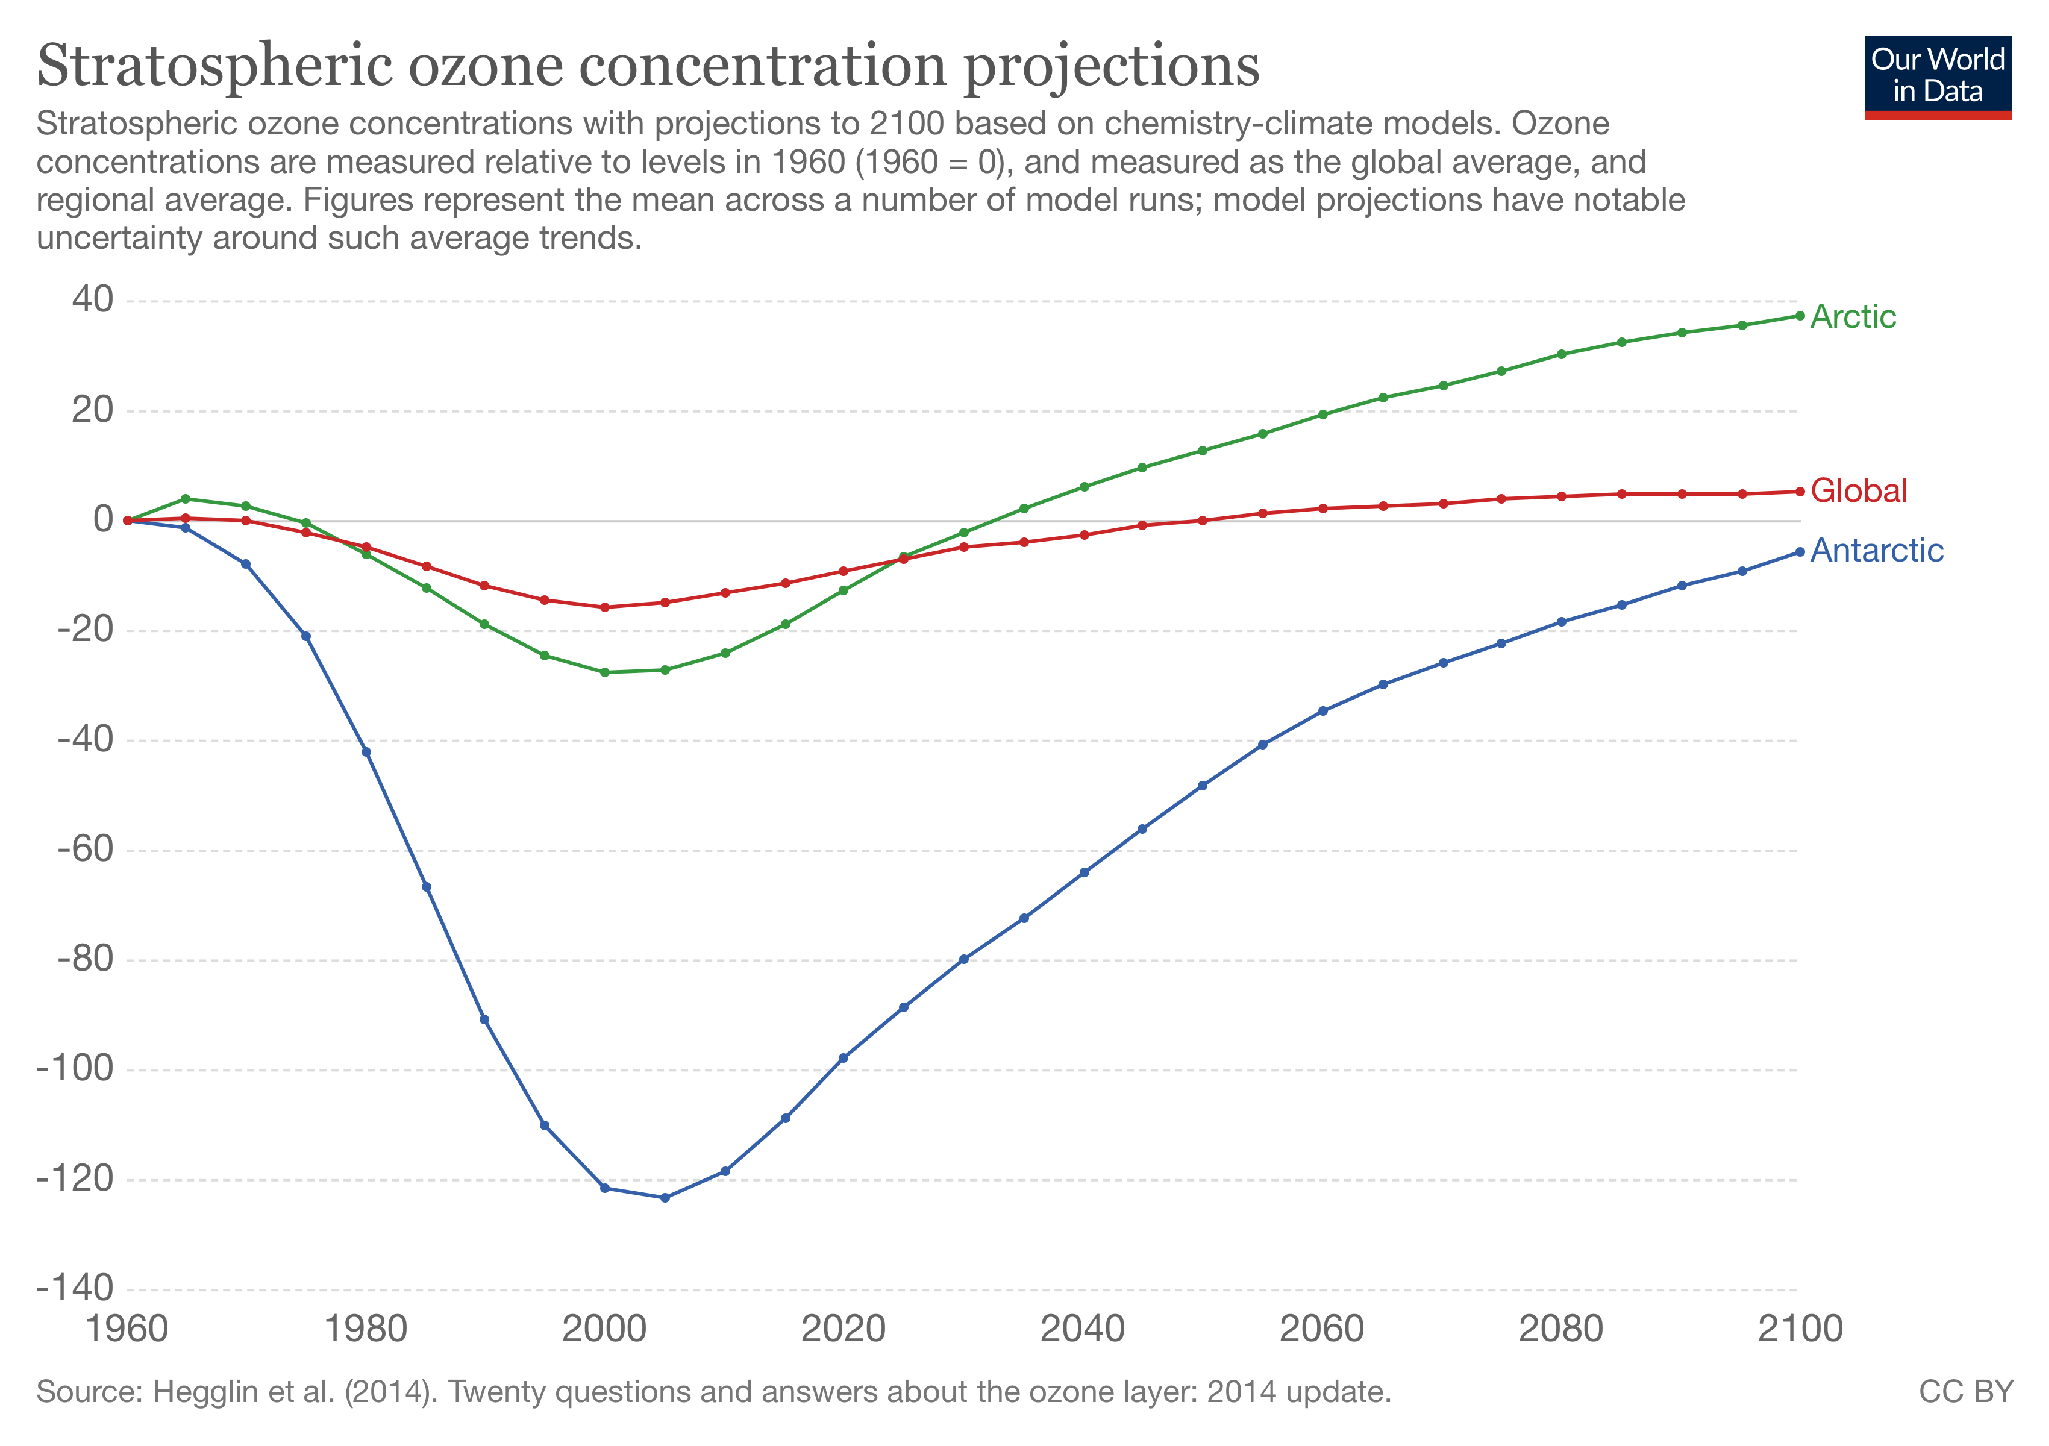 Stratospheric ozone concentration projections
Our World
in Data
Stratospheric ozone concentrations with projections to 2100 based on chemistry-climate models. Ozone
concentrations are measured relative to levels in 1960 (1960 = 0), and measured as the global average, and
regional average. Figures represent the mean across a number of model runs; model projections have notable
uncertainty around such average trends.
40
20
0
-20
-40
-60
-80
-100
-120
-140
Arctic
Global
Antarctic
1960 1980 2000 2020 2040 2060 2080 2100
Source: Hegglin et al. (2014). Twenty questions and answers about the ozone layer: 2014 update.
CC BY